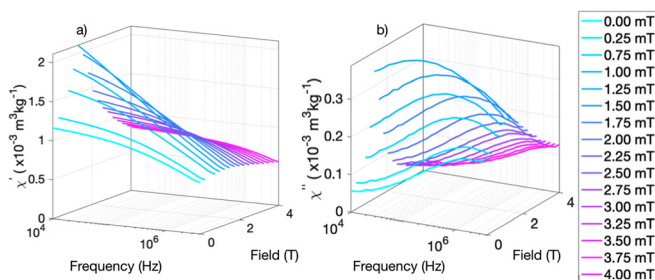 a)
χ' ( ×10⁻³ m³kg⁻¹)
2
1.5
1
0.5
0
10⁴
10⁶
Frequency (Hz)
0
2
4
Field (T)
b)
χ'' ( ×10⁻³ m³kg⁻¹)
0.3
0.2
0.1
0
10⁴
10⁶
Frequency (Hz)
0
2
4
Field (T)
0.00 mT
0.25 mT
0.75 mT
1.00 mT
1.25 mT
1.50 mT
1.75 mT
2.00 mT
2.25 mT
2.50 mT
2.75 mT
3.00 mT
3.25 mT
3.50 mT
3.75 mT
4.00 mT